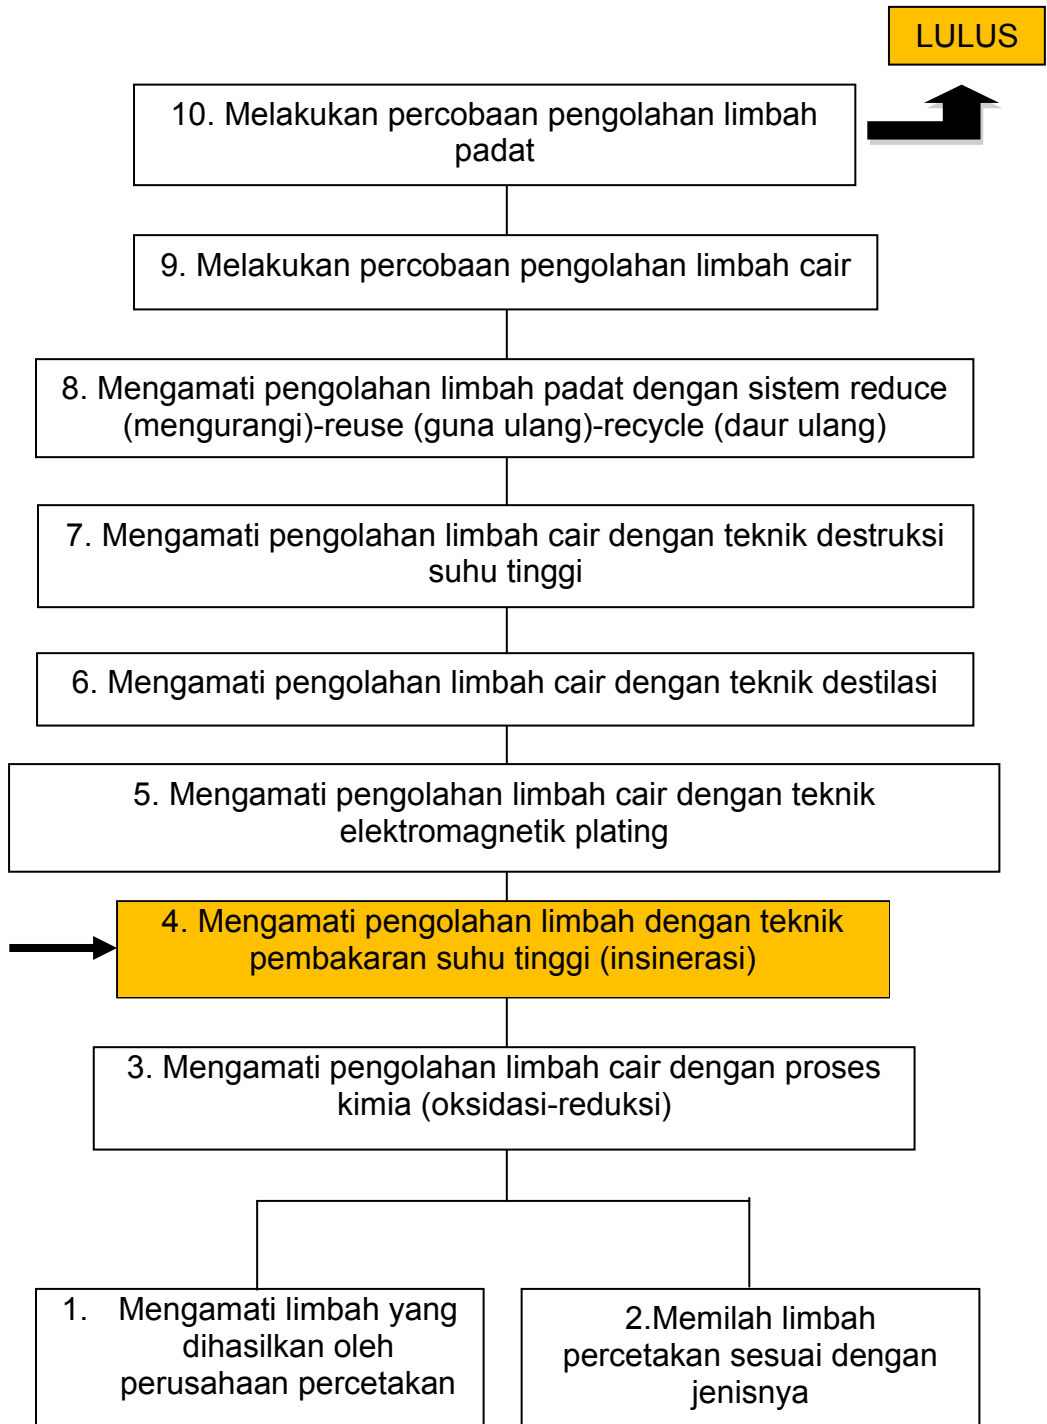 LULUS
10. Melakukan percobaan pengolahan limbah
padat
9. Melakukan percobaan pengolahan limbah cair
8. Mengamati pengolahan limbah padat dengan sistem reduce
(mengurangi)-reuse (guna ulang)-recycle (daur ulang)
7. Mengamati pengolahan limbah cair dengan teknik destruksi
suhu tinggi
6. Mengamati pengolahan limbah cair dengan teknik destilasi
5. Mengamati pengolahan limbah cair dengan teknik
elektromagnetik plating
4. Mengamati pengolahan limbah dengan teknik
pembakaran suhu tinggi (insinerasi)
3. Mengamati pengolahan limbah cair dengan proses
kimia (oksidasi-reduksi)
1. Mengamati limbah yang
dihasilkan oleh
perusahaan percetakan
2.Memilah limbah
percetakan sesuai dengan
jenisnya